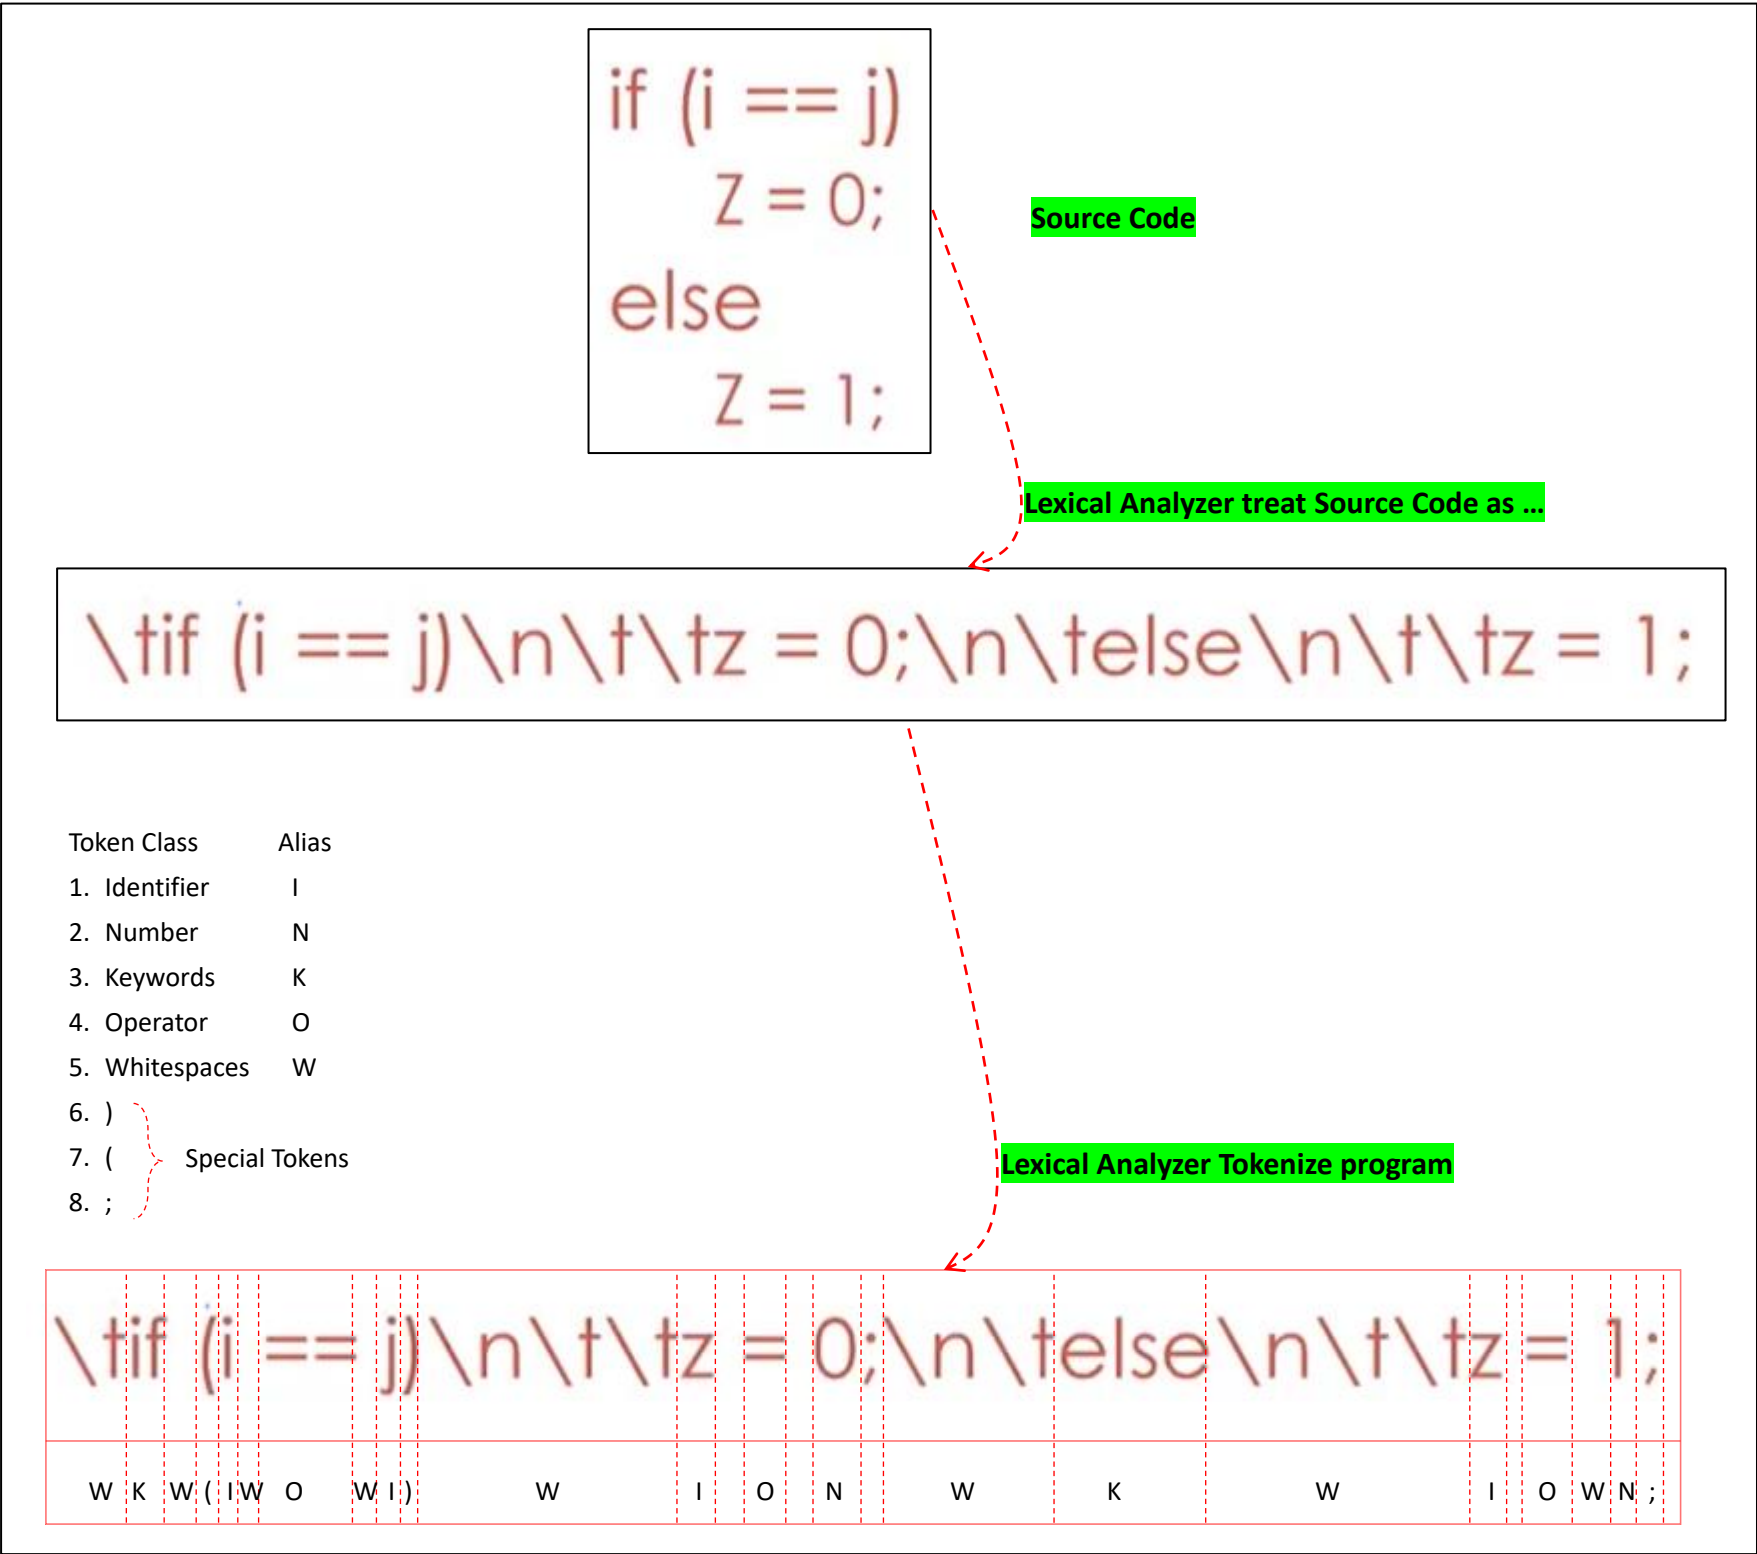 if (i == j)
Z = 0;
else
Z = 1;
Source Code
Lexical Analyzer treat Source Code as ...
\tif (i == j)\n\t\tz = 0;\n\telse\n\t\tz = 1;
Token Class Alias
1. Identifier I
2. Number N
3. Keywords K
4. Operator O
5. Whitespaces W
6. )
7. ( Special Tokens
8. ;
Lexical Analyzer Tokenize program
\tif (i == j)\n\t\tz = 0;\n\telse\n\t\tz = 1;
W K W ( I W O W I ) W I O N W K W I O W N ;